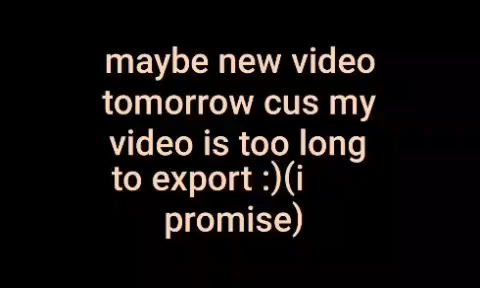 maybe new video
tomorrow cus my
video is too long
to export :)(i
promise)